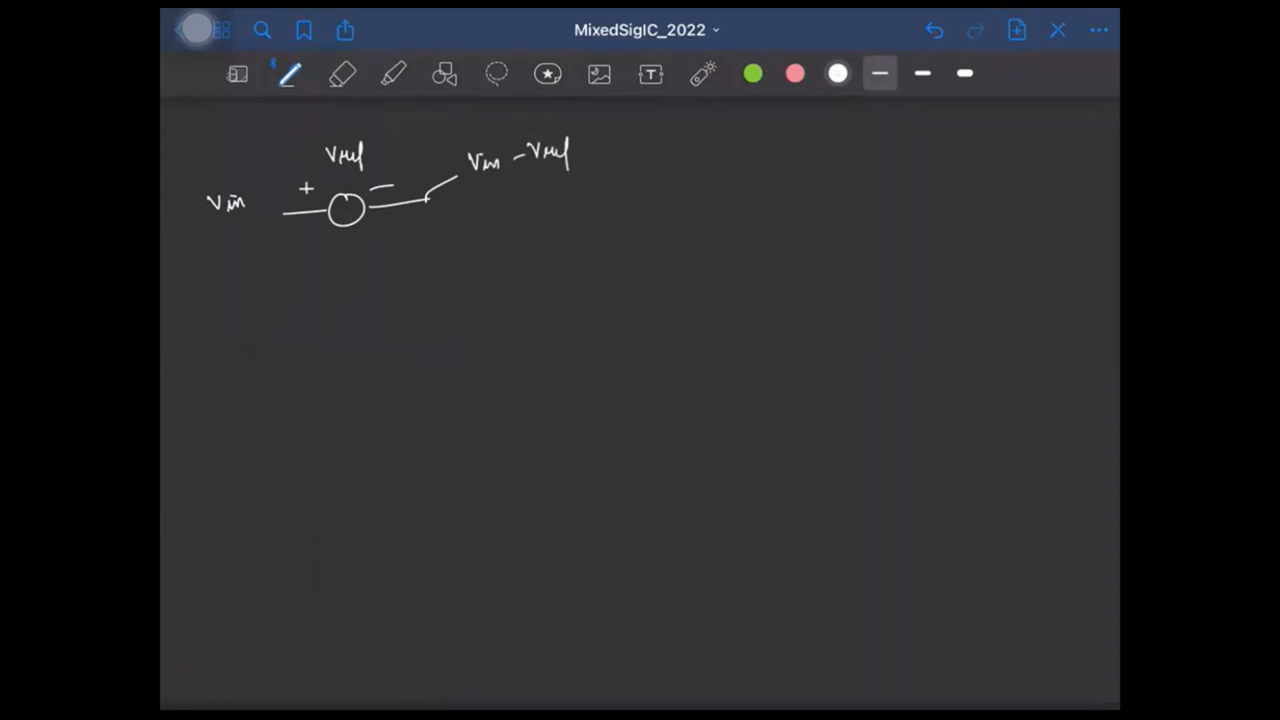 MixedSigIC_2022
T
Vref
Vin - Vref
+ -
Vin